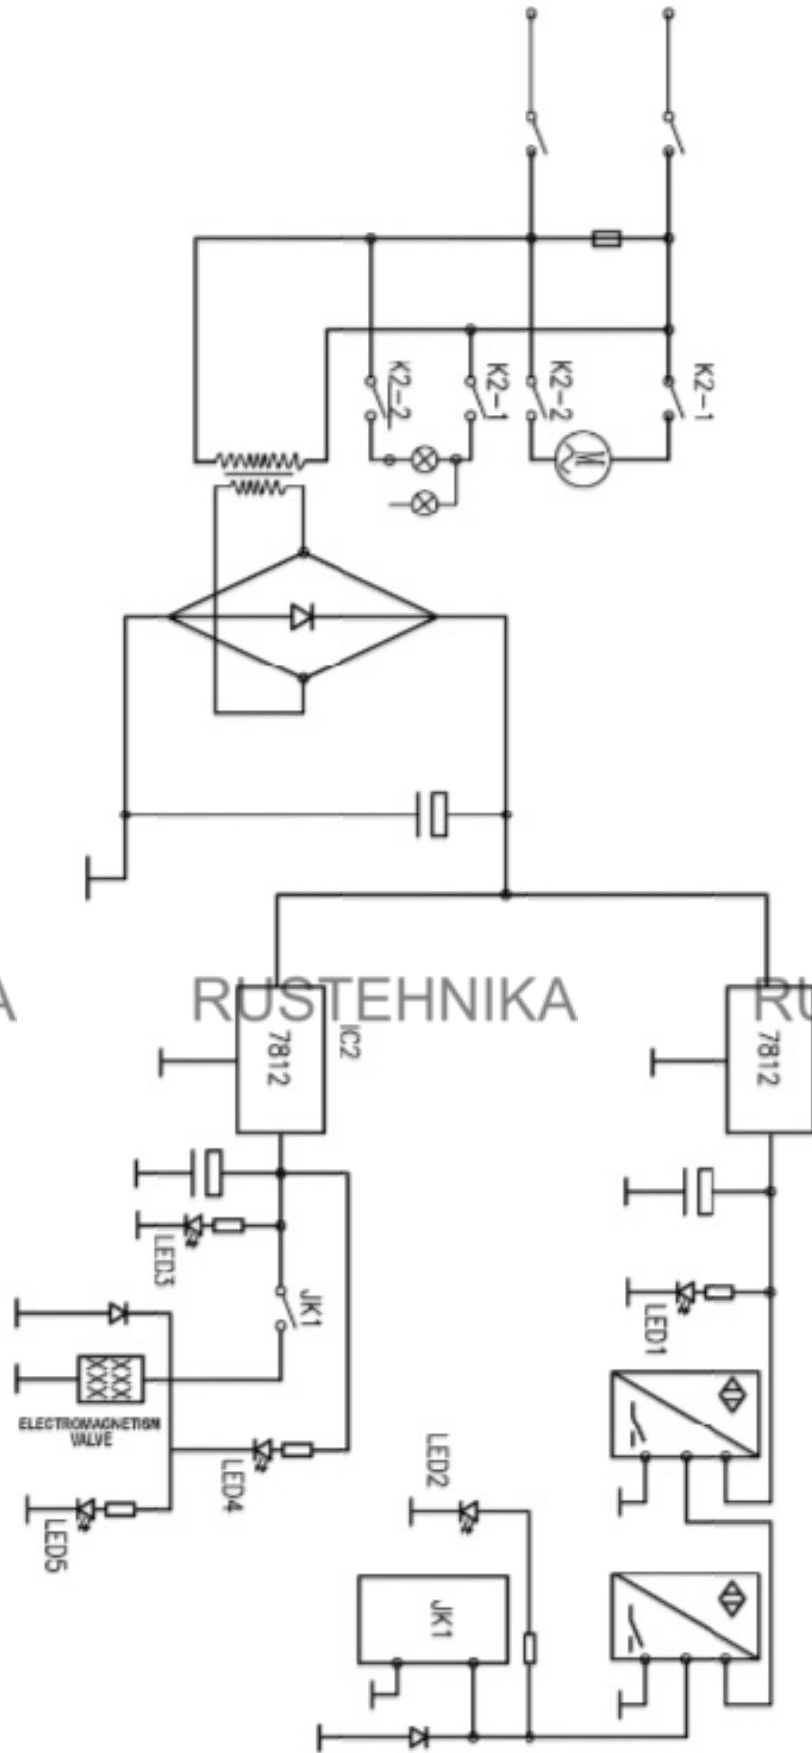 K2-2
K2-1
K2-2
K2-1
RUSTEHNIKA
IC2
7812
7812
LED3
JK1
LED1
ELECTROMAGNETISM
VALVE
LED4
LED2
LED5
JK1
M